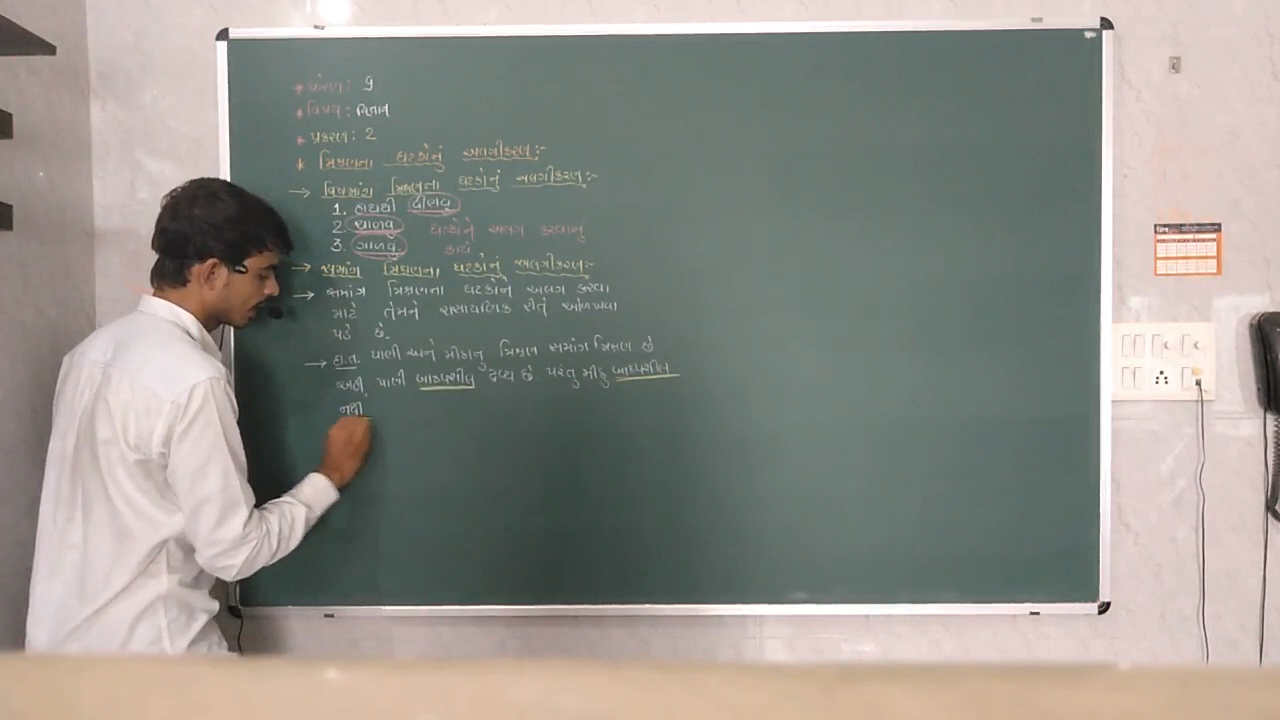 * ધોરણ: 9
* વિષય: વિજ્ઞાન
* પ્રકરણ: 2
* મિશ્રણના ઘટકોનું અલગીકરણ:-
→ વિષમાંગ મિશ્રણના ઘટકોનું અલગીકરણ:-
1. હાથથી વીણવું
2. ચાળવું ઘટકોને અલગ કરવાનું
3. ગાળવું કાર્ય
→ સમાંગ મિશ્રણના ઘટકોનું અલગીકરણ:-
→ સમાંગ મિશ્રણના ઘટકોને અલગ કરવા
માટે તેમને રાસાયણિક રીતે ઓળખવા
પડે છે.
→ દા.ત. પાણી અને મીઠાનું મિશ્રણ સમાંગ મિશ્રણ છે
અહી, પાણી બાષ્પશીલ દ્રવ્ય છે. પરંતુ મીઠુ બાષ્પશીલ
નથી